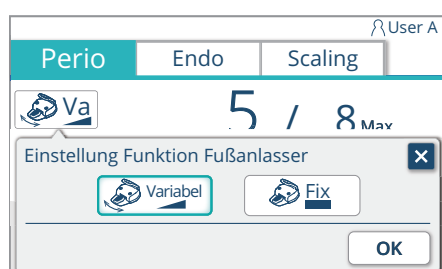 User A
Perio Endo Scaling
Va 5 / 8 Max
Einstellung Funktion Fußanlasser
Variabel Fix
OK